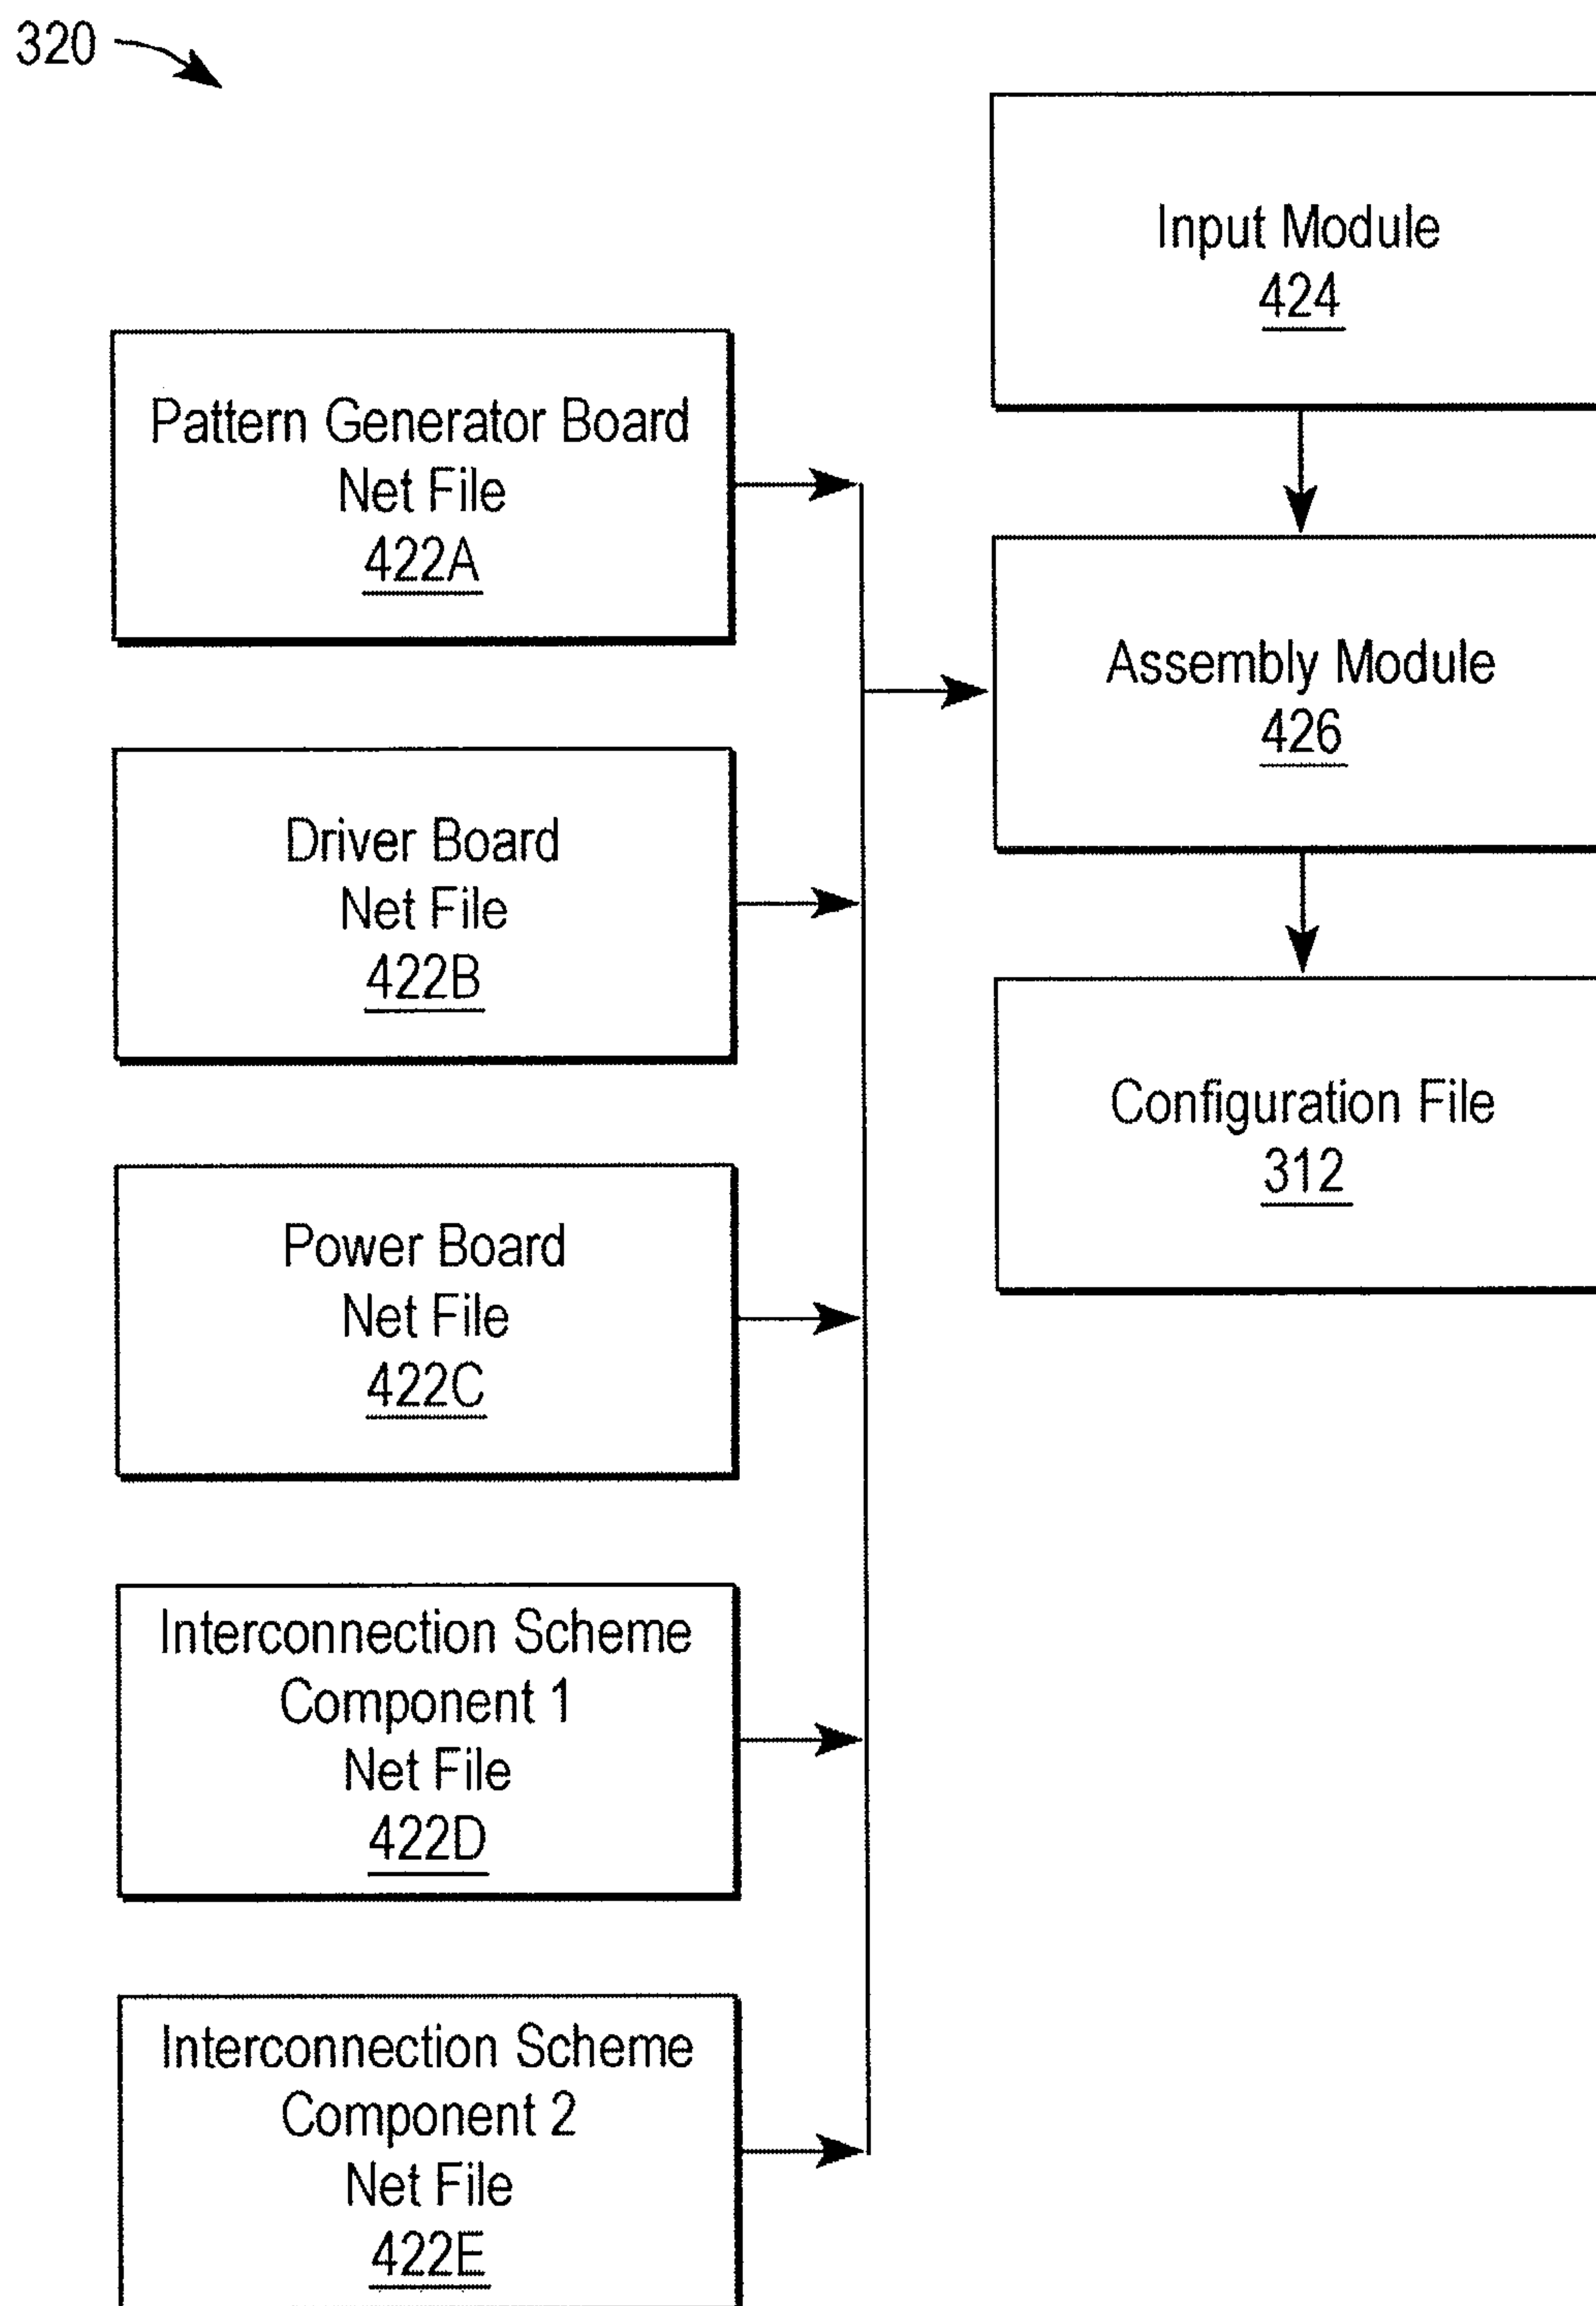 320
Input Module
424
Pattern Generator Board
Net File
422A
Assembly Module
426
Driver Board
Net File
422B
Configuration File
312
Power Board
Net File
422C
Interconnection Scheme
Component 1
Net File
422D
Interconnection Scheme
Component 2
Net File
422E